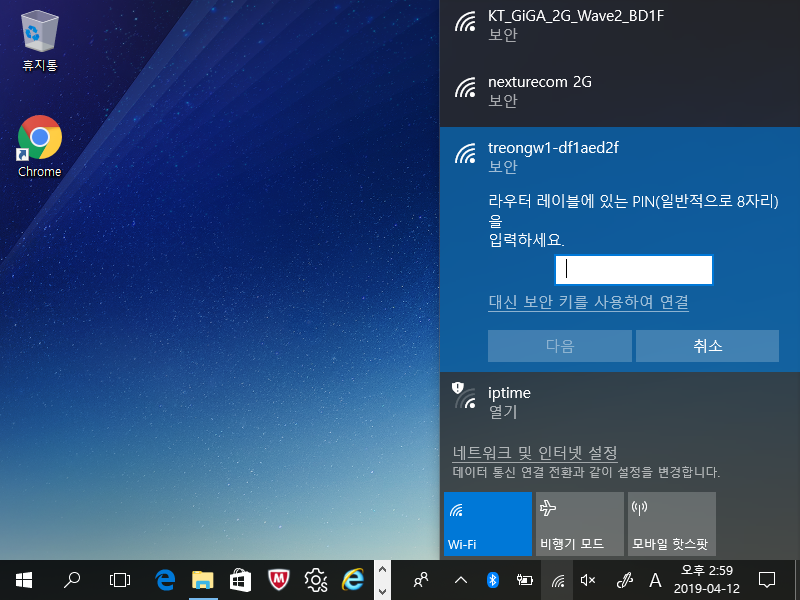 휴지통
Chrome
KT_GiGA_2G_Wave2_BD1F
보안
nexturecom 2G
보안
treongw1-df1aed2f
보안
라우터 레이블에 있는 PIN(일반적으로 8자리)
을
입력하세요.
대신 보안 키를 사용하여 연결
다음
취소
iptime
열기
네트워크 및 인터넷 설정
데이터 통신 연결 전환과 같이 설정을 변경합니다.
Wi-Fi
비행기 모드
모바일 핫스팟
A
오후 2:59
2019-04-12